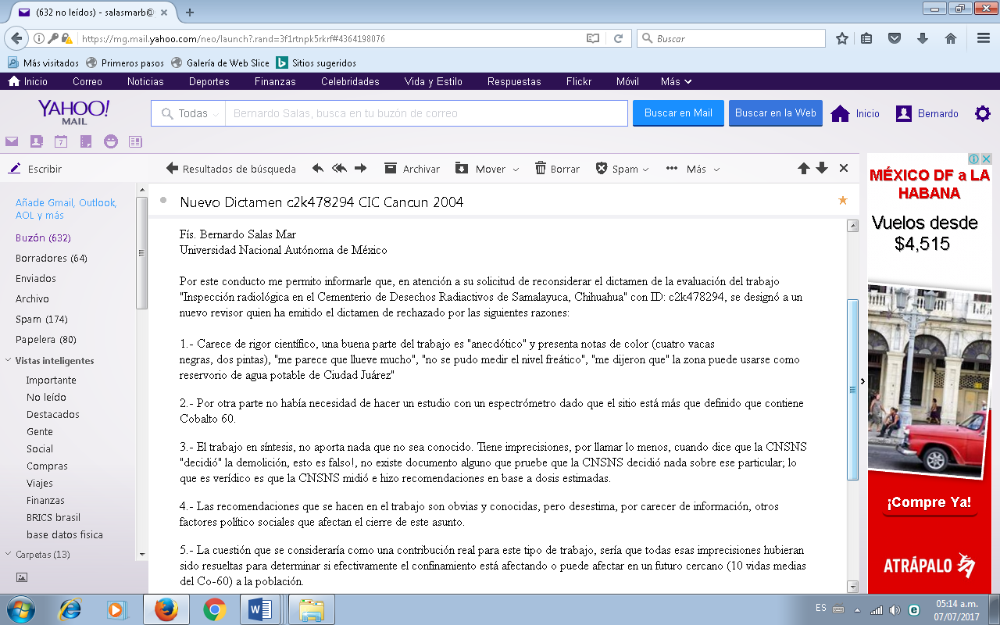 (632 no leídos) - salasmarb@
https://mg.mail.yahoo.com/neo/launch?.rand=3f1rtnpk5rkrf#4364198076
Buscar
Más visitados Primeros pasos Galería de Web Slice Sitios sugeridos
Inicio Correo Noticias Deportes Finanzas Celebridades Vida y Estilo Respuestas Flickr Móvil Más
YAHOO!
MAIL
Todas Bernardo Salas, busca en tu buzón de correo Buscar en Mail Buscar en la Web Inicio Bernardo
7
Escribir
Resultados de búsqueda Archivar Mover Borrar Spam Más
Añade Gmail, Outlook,
AOL y más
Buzón (632)
Borradores (64)
Enviados
Archivo
Spam (174)
Papelera (80)
Vistas inteligentes
Importante
No leído
Destacados
Gente
Social
Compras
Viajes
Finanzas
BRICS brasil
base datos fisica
Carpetas (13)
Nuevo Dictamen c2k478294 CIC Cancun 2004
Fís. Bernardo Salas Mar
Universidad Nacional Autónoma de México
Por este conducto me permito informarle que, en atención a su solicitud de reconsiderar el dictamen de la evaluación del trabajo
"Inspección radiológica en el Cementerio de Desechos Radiactivos de Samalayuca, Chihuahua" con ID: c2k478294, se designó a un
nuevo revisor quien ha emitido el dictamen de rechazado por las siguientes razones:
1.- Carece de rigor científico, una buena parte del trabajo es "anecdótico" y presenta notas de color (cuatro vacas
negras, dos pintas), "me parece que llueve mucho", "no se pudo medir el nivel freático", "me dijeron que" la zona puede usarse como
reservorio de agua potable de Ciudad Juárez"
2.- Por otra parte no había necesidad de hacer un estudio con un espectrómetro dado que el sitio está más que definido que contiene
Cobalto 60.
3.- El trabajo en síntesis, no aporta nada que no sea conocido. Tiene imprecisiones, por llamar lo menos, cuando dice que la CNSNS
"decidió" la demolición, esto es falso!, no existe documento alguno que pruebe que la CNSNS decidió nada sobre ese particular; lo
que es verídico es que la CNSNS midió e hizo recomendaciones en base a dosis estimadas.
4.- Las recomendaciones que se hacen en el trabajo son obvias y conocidas, pero desestima, por carecer de información, otros
factores político sociales que afectan el cierre de este asunto.
5.- La cuestión que se consideraría como una contribución real para este tipo de trabajo, sería que todas esas imprecisiones hubieran
sido resueltas para determinar si efectivamente el confinamiento está afectando o puede afectar en un futuro cercano (10 vidas medias
del Co-60) a la población.
MÉXICO DF a LA
HABANA
Vuelos desde
$4,515
¡Compre Ya!
ATRÁPALO
ES
05:14 a.m.
07/07/2017